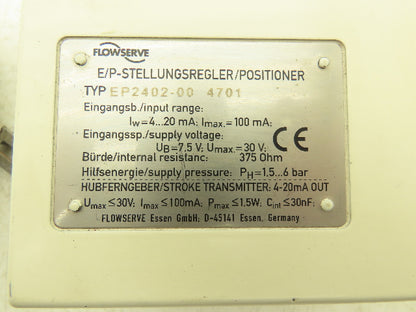 FLOWSERVE
E/P-STELLUNGSREGLER/POSITIONER
TYP EP2402-00 4701
Eingangsb./input range:
Iw=4...20 mA; Imax.=100 mA;
Eingangssp./supply voltage:
UB=7.5 V; Umax.=30 V; CE
Bürde/internal resistanc: 375 Ohm
Hilfsenergie/supply pressure: PH=1.5...6 bar
HUBFERNGEBER/STROKE TRANSMITTER: 4-20mA OUT
Umax ≤30V; Imax ≤100mA; Pmax ≤1.5W; Cint ≤30nF;
FLOWSERVE Essen GmbH; D-45141 Essen, Germany